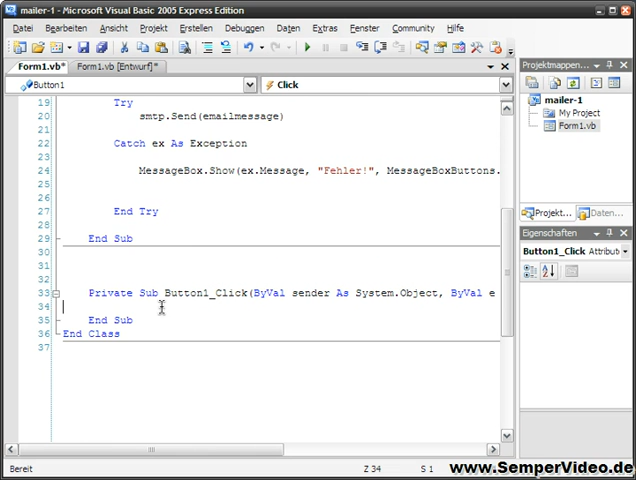 mailer-1 - Microsoft Visual Basic 2005 Express Edition
Datei Bearbeiten Ansicht Projekt Erstellen Debuggen Daten Extras Fenster Community Hilfe
Form1.vb* Form1.vb [Entwurf]*
Button1 Click
19 Try
20 smtp.Send(emailmessage)
21
22 Catch ex As Exception
23
24 MessageBox.Show(ex.Message, "Fehler!", MessageBoxButtons.
25
26
27 End Try
28
29 End Sub
30
31
32
33 Private Sub Button1_Click(ByVal sender As System.Object, ByVal e
34
35 End Sub
36 End Class
37
Projektmappen...
mailer-1
My Project
Form1.vb
Projekt... Daten...
Eigenschaften
Button1_Click Attribut
Bereit Z 34 S 1
www.SemperVideo.de